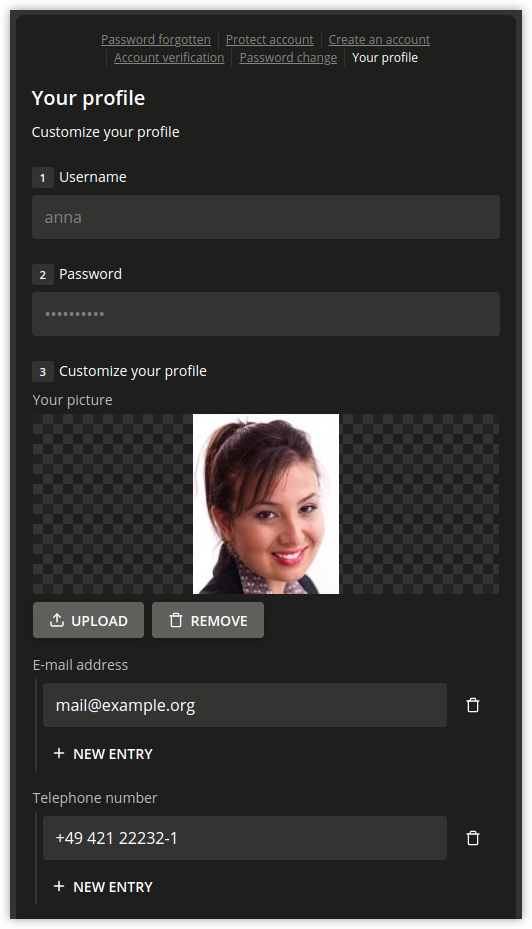 Password forgotten Protect account Create an account
Account verification Password change Your profile
Your profile
Customize your profile
1 Username
anna
2 Password
••••••••••
3 Customize your profile
Your picture
UPLOAD REMOVE
E-mail address
mail@example.org
+ NEW ENTRY
Telephone number
+49 421 22232-1
+ NEW ENTRY